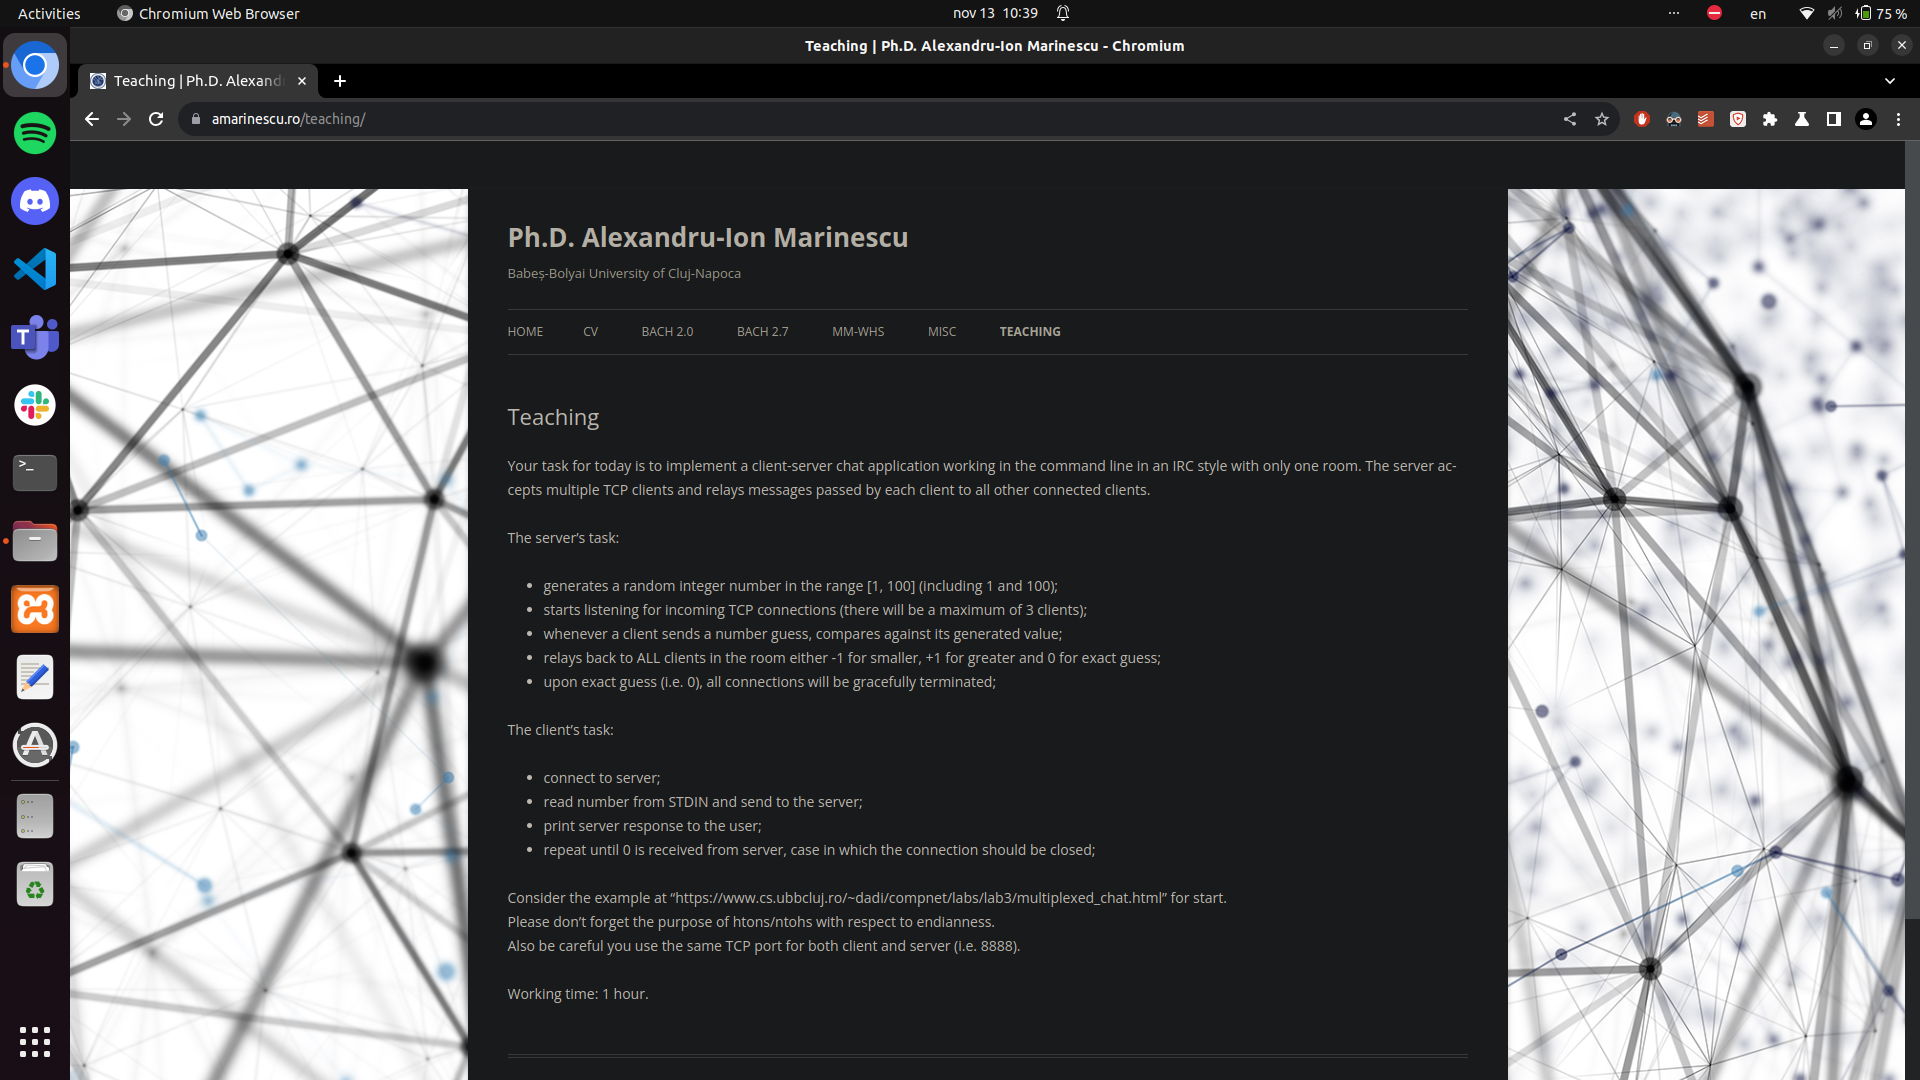 Activities
Chromium Web Browser
nov 13 10:39
en
75 %
Teaching | Ph.D. Alexandru-Ion Marinescu - Chromium
Teaching | Ph.D. Alexand
amarinescu.ro/teaching/
Ph.D. Alexandru-Ion Marinescu
Babeș-Bolyai University of Cluj-Napoca
HOME CV BACH 2.0 BACH 2.7 MM-WHS MISC TEACHING
Teaching
Your task for today is to implement a client-server chat application working in the command line in an IRC style with only one room. The server ac-
cepts multiple TCP clients and relays messages passed by each client to all other connected clients.
The server’s task:
• generates a random integer number in the range [1, 100] (including 1 and 100);
• starts listening for incoming TCP connections (there will be a maximum of 3 clients);
• whenever a client sends a number guess, compares against its generated value;
• relays back to ALL clients in the room either -1 for smaller, +1 for greater and 0 for exact guess;
• upon exact guess (i.e. 0), all connections will be gracefully terminated;
The client’s task:
• connect to server;
• read number from STDIN and send to the server;
• print server response to the user;
• repeat until 0 is received from server, case in which the connection should be closed;
Consider the example at “https://www.cs.ubbcluj.ro/~dadi/compnet/labs/lab3/multiplexed_chat.html” for start.
Please don’t forget the purpose of htons/ntohs with respect to endianness.
Also be careful you use the same TCP port for both client and server (i.e. 8888).
Working time: 1 hour.